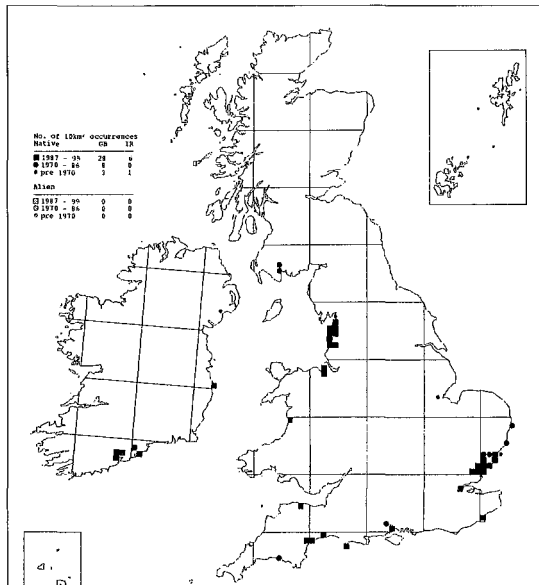 No. of 10km² occurrences
Native GB IR
1987 - 99 28 6
1970 - 86 8 0
pre 1970 3 1
Alien
1987 - 99 0 0
1970 - 86 0 0
pre 1970 0 0